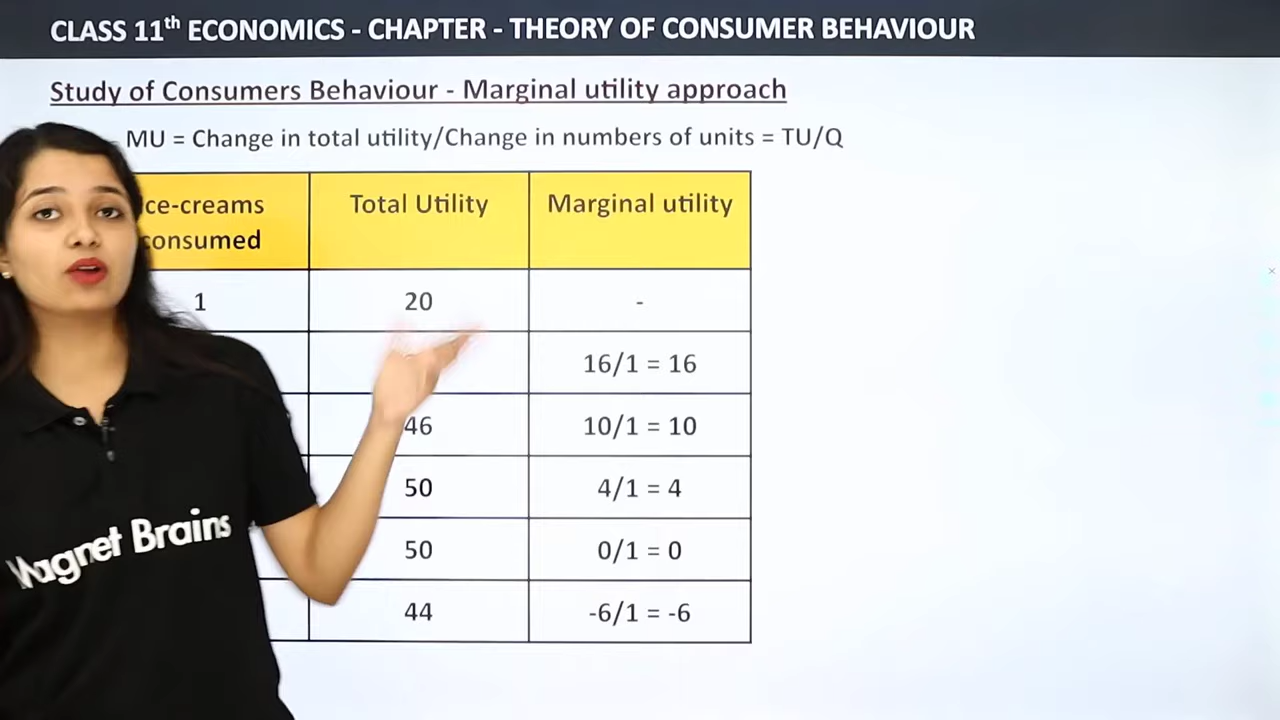 CLASS 11th ECONOMICS - CHAPTER - THEORY OF CONSUMER BEHAVIOUR
Study of Consumers Behaviour - Marginal utility approach
MU = Change in total utility/Change in numbers of units = TU/Q
ce-creams consumed Total Utility Marginal utility
1 20 -
16/1 = 16
46 10/1 = 10
50 4/1 = 4
50 0/1 = 0
44 -6/1 = -6
Magnet Brains